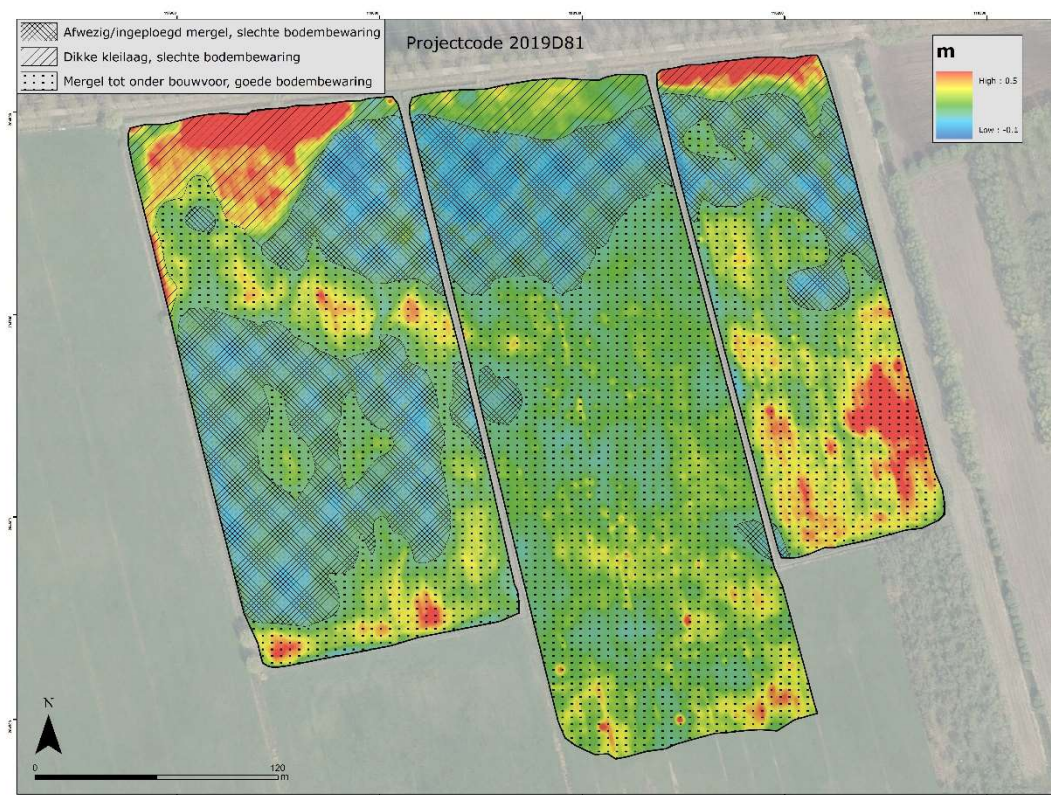 Afwezig/ingeploegd mergel, slechte bodembewaring
Dikke kleilaag, slechte bodembewaring
Mergel tot onder bouwvoor, goede bodembewaring
Projectcode 2019D81
m
High : 0.5
Low : -0.1
N
0
120
m